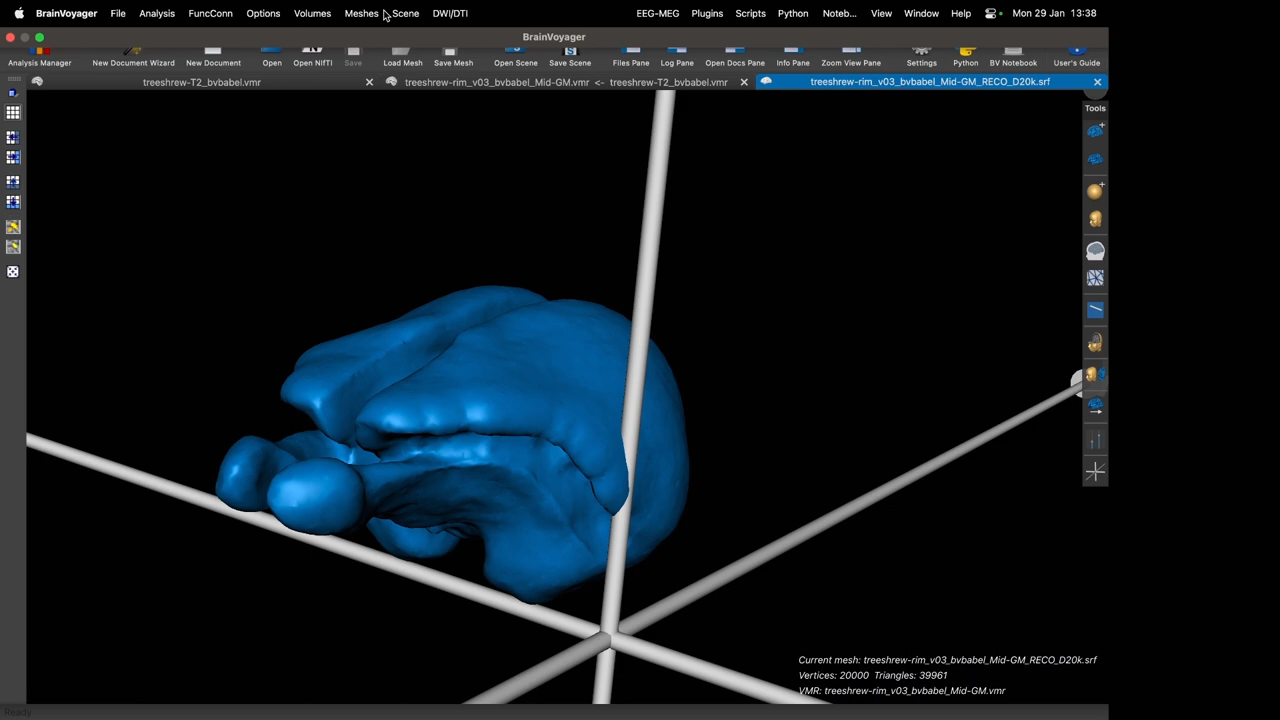 BrainVoyager File Analysis FuncConn Options Volumes Meshes Scene DWI/DTI EEG-MEG Plugins Scripts Python Noteb... View Window Help Mon 29 Jan 13:38
BrainVoyager
Analysis Manager New Document Wizard New Document Open Open NIfTI Save Load Mesh Save Mesh Open Scene Save Scene Files Pane Log Pane Open Docs Pane Info Pane Zoom View Pane Settings Python BV Notebook User's Guide
treeshrew-T2_bvbabel.vmr treeshrew-rim_v03_bvbabel_Mid-GM.vmr <- treeshrew-T2_bvbabel.vmr treeshrew-rim_v03_bvbabel_Mid-GM_RECO_D20k.srf
Tools
Current mesh: treeshrew-rim_v03_bvbabel_Mid-GM_RECO_D20k.srf
Vertices: 20000 Triangles: 39961
VMR: treeshrew-rim_v03_bvbabel_Mid-GM.vmr
Ready